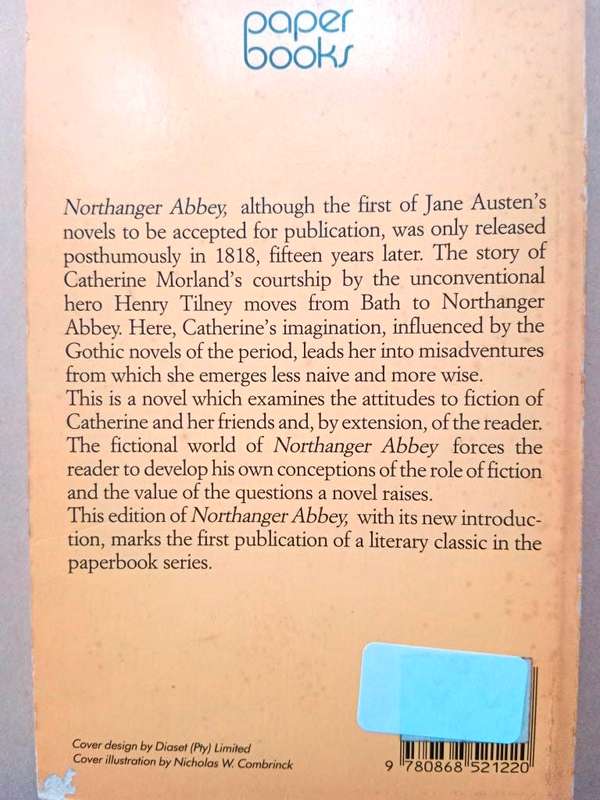 paper
books
Northanger Abbey, although the first of Jane Austen's
novels to be accepted for publication, was only released
posthumously in 1818, fifteen years later. The story of
Catherine Morland's courtship by the unconventional
hero Henry Tilney moves from Bath to Northanger
Abbey. Here, Catherine's imagination, influenced by the
Gothic novels of the period, leads her into misadventures
from which she emerges less naive and more wise.
This is a novel which examines the attitudes to fiction of
Catherine and her friends and, by extension, of the reader.
The fictional world of Northanger Abbey forces the
reader to develop his own conceptions of the role of fiction
and the value of the questions a novel raises.
This edition of Northanger Abbey, with its new introduc-
tion, marks the first publication of a literary classic in the
paperbook series.
Cover design by Diaset (Pty) Limited
Cover illustration by Nicholas W. Combrinck
9 780868 521220